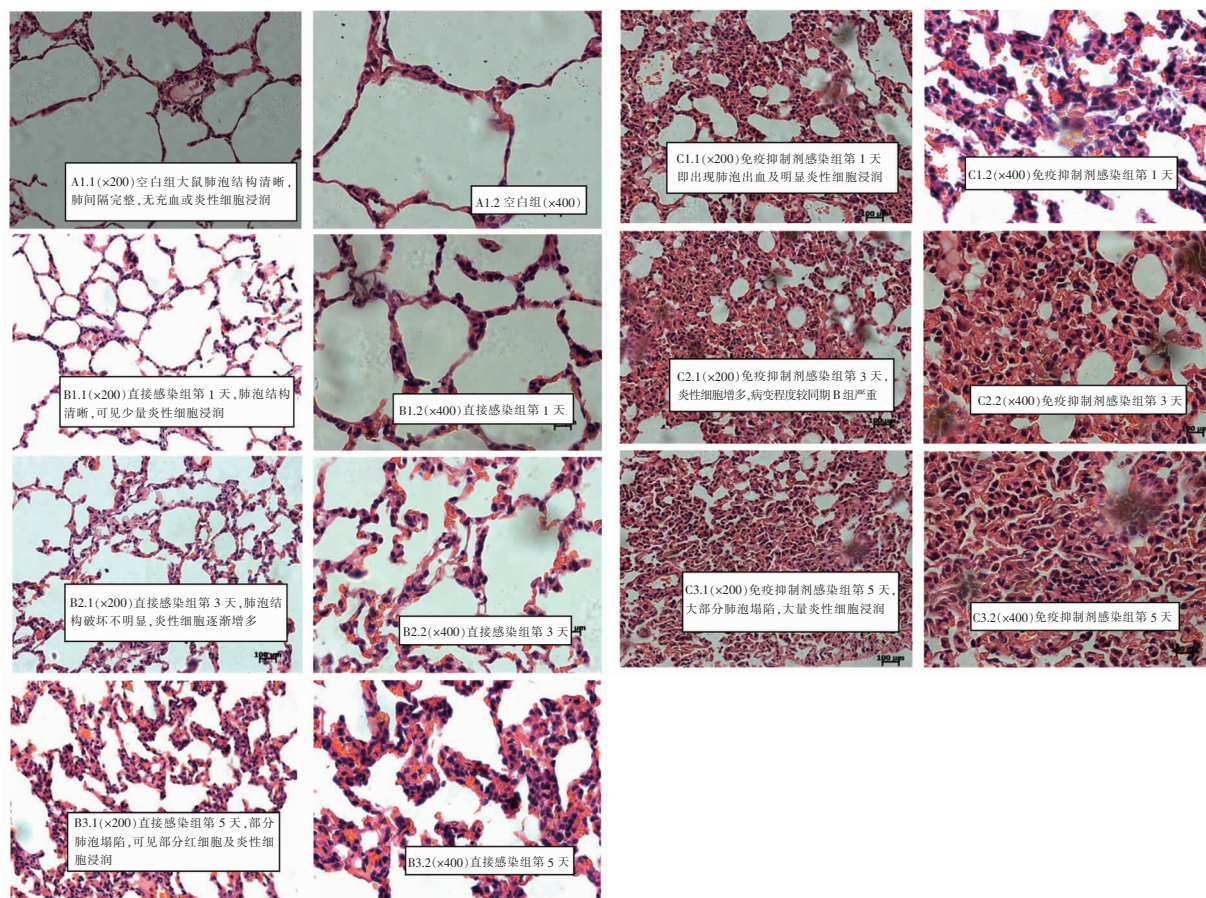 A1.1(×200)空白组大鼠肺泡结构清晰,
肺间隔完整,无充血或炎性细胞浸润
A1.2 空白组(×400)
B1.1(×200)直接感染组第 1 天,肺泡结构
清晰,可见少量炎性细胞浸润
B1.2(×400)直接感染组第 1 天
B2.1(×200)直接感染组第 3 天,肺泡结
构破坏不明显,炎性细胞逐渐增多
100 μm
B2.2(×400)直接感染组第 3 天
μm
B3.1(×200)直接感染组第 5 天,部分
肺泡塌陷,可见部分红细胞及炎性细
胞浸润
B3.2(×400)直接感染组第 5 天
C1.1(×200)免疫抑制剂感染组第 1 天
即出现肺泡出血及明显炎性细胞浸润
100 μm
C1.2(×400)免疫抑制剂感染组第 1 天
100 μm
C2.1(×200)免疫抑制剂感染组第 3 天,
炎性细胞增多,病变程度较同期 B 组严重
100 μm
C2.2(×400)免疫抑制剂感染组第 3 天
100 μm
C3.1(×200)免疫抑制剂感染组第 5 天,
大部分肺泡塌陷,大量炎性细胞浸润
100 μm
C3.2(×400)免疫抑制剂感染组第 5 天